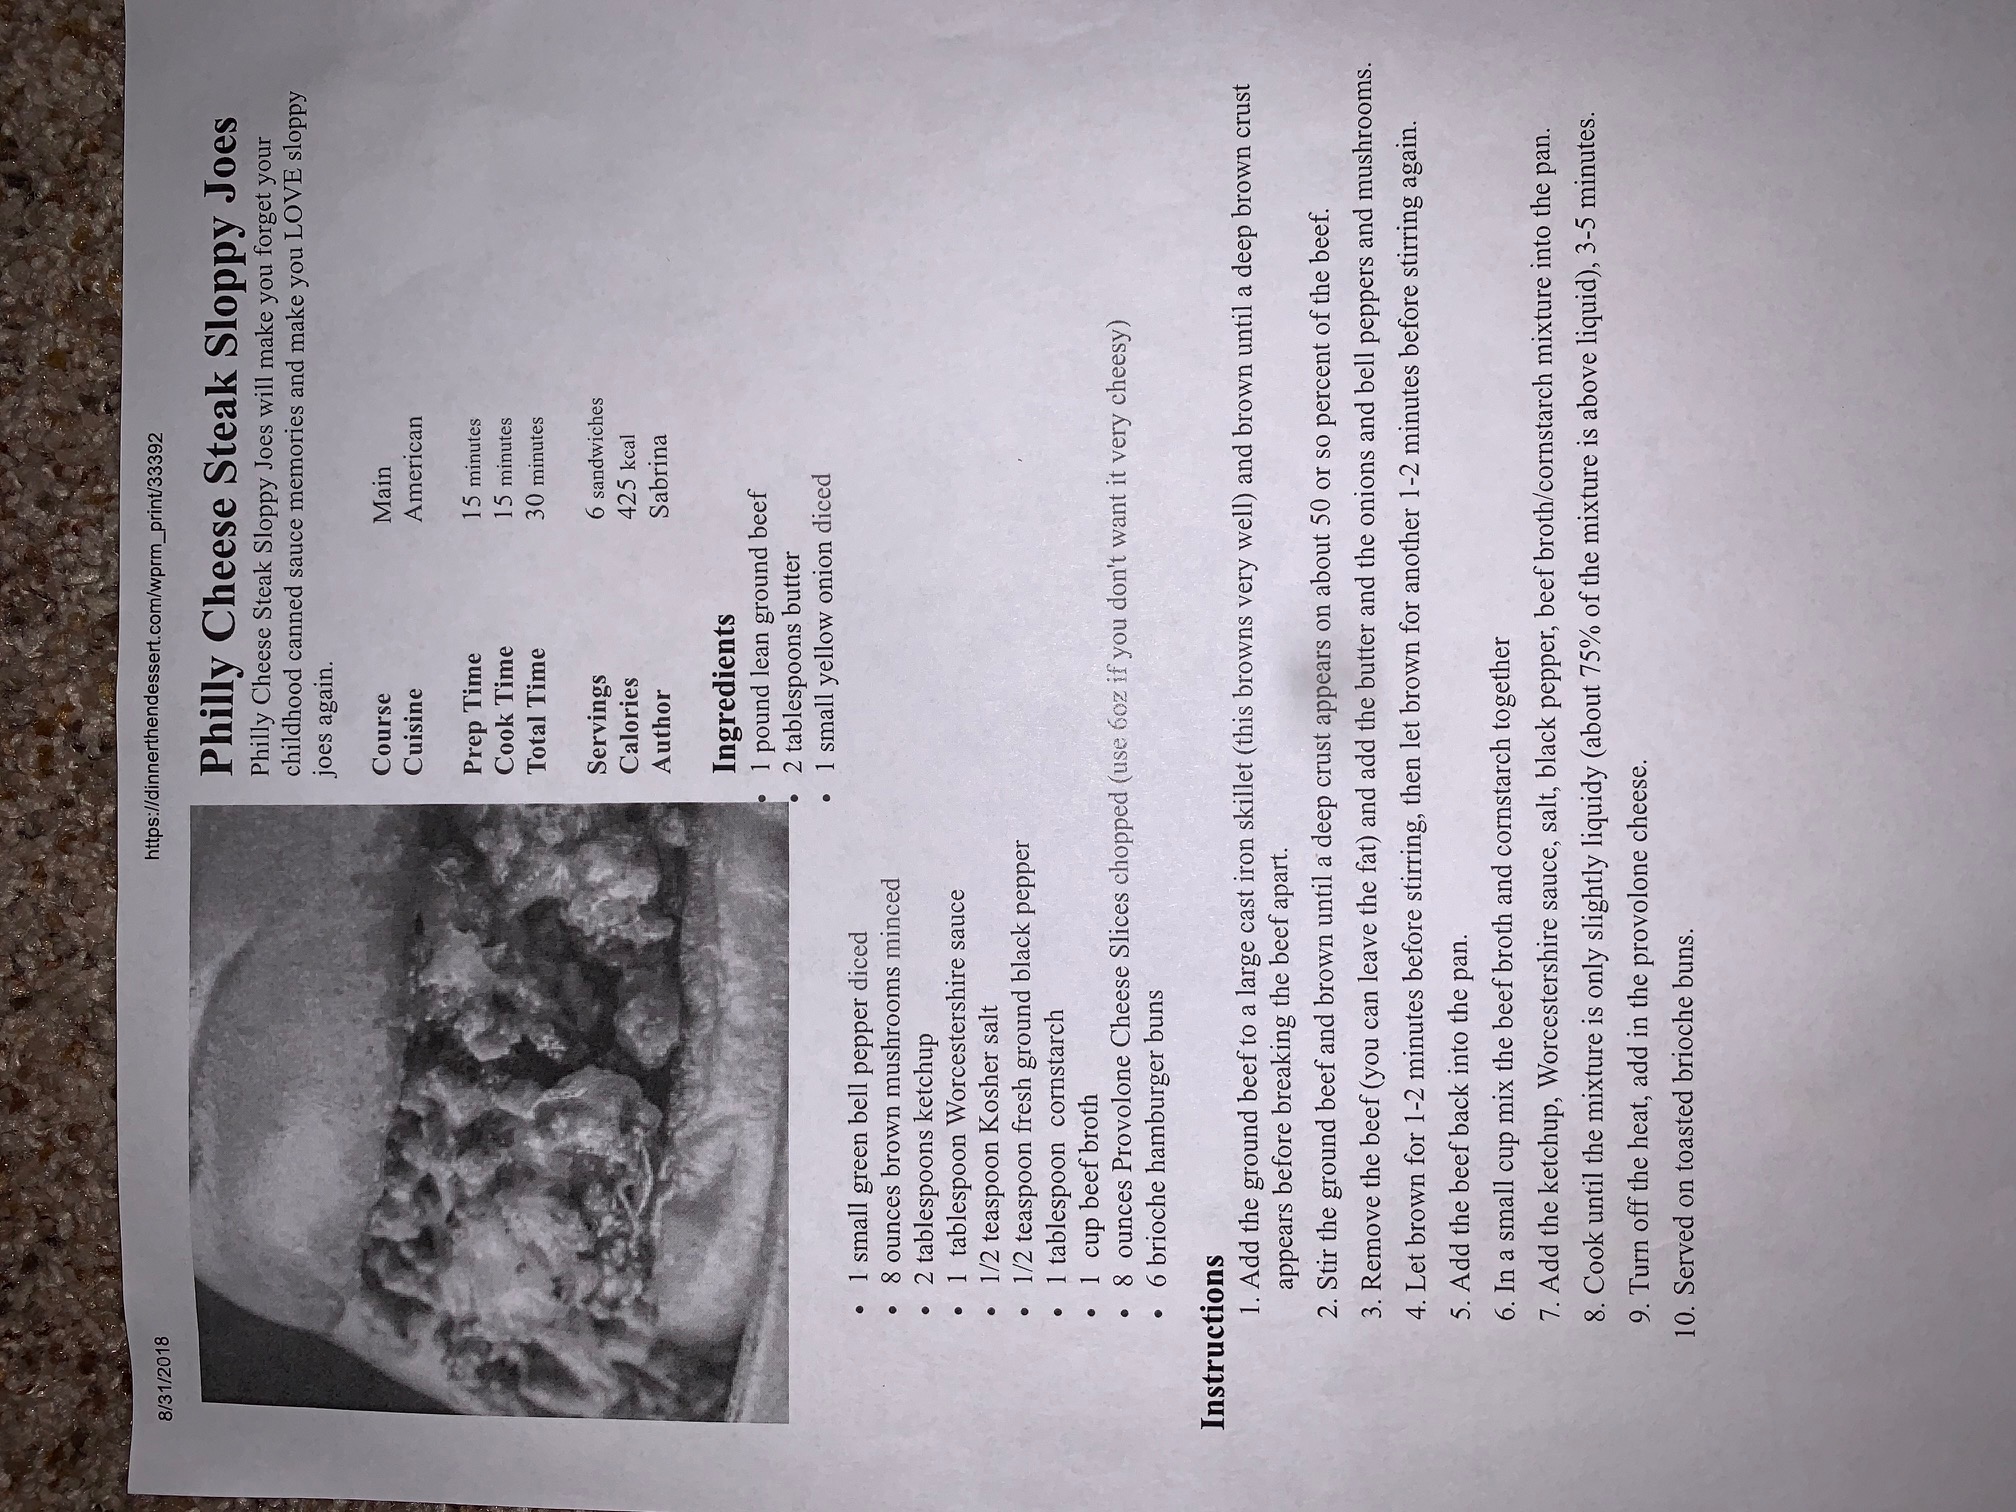 8/31/2018
https://dinnerthendessert.com/wprm_print/33392
Philly Cheese Steak Sloppy Joes
Philly Cheese Steak Sloppy Joes will make you forget your
childhood canned sauce memories and make you LOVE sloppy
joes again.
Course Main
Cuisine American
Prep Time 15 minutes
Cook Time 15 minutes
Total Time 30 minutes
Servings 6 sandwiches
Calories 425 kcal
Author Sabrina
Ingredients
• 1 pound lean ground beef
• 2 tablespoons butter
• 1 small yellow onion diced
• 1 small green bell pepper diced
• 8 ounces brown mushrooms minced
• 2 tablespoons ketchup
• 1 tablespoon Worcestershire sauce
• 1/2 teaspoon Kosher salt
• 1/2 teaspoon fresh ground black pepper
• 1 tablespoon cornstarch
• 1 cup beef broth
• 8 ounces Provolone Cheese Slices chopped (use 6oz if you don't want it very cheesy)
• 6 brioche hamburger buns
Instructions
1. Add the ground beef to a large cast iron skillet (this browns very well) and brown until a deep brown crust
appears before breaking the beef apart.
2. Stir the ground beef and brown until a deep crust appears on about 50 or so percent of the beef.
3. Remove the beef (you can leave the fat) and add the butter and the onions and bell peppers and mushrooms.
4. Let brown for 1-2 minutes before stirring, then let brown for another 1-2 minutes before stirring again.
5. Add the beef back into the pan.
6. In a small cup mix the beef broth and cornstarch together
7. Add the ketchup, Worcestershire sauce, salt, black pepper, beef broth/cornstarch mixture into the pan.
8. Cook until the mixture is only slightly liquidy (about 75% of the mixture is above liquid), 3-5 minutes.
9. Turn off the heat, add in the provolone cheese.
10. Served on toasted brioche buns.